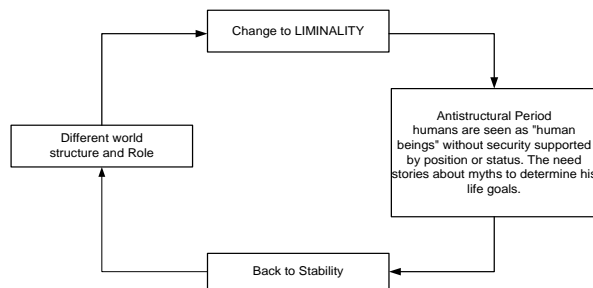 Change to LIMINALITY
Antistructural Period
humans are seen as "human
beings" without security supported
by position or status. The need
stories about myths to determine his
life goals.
Different world
structure and Role
Back to Stability